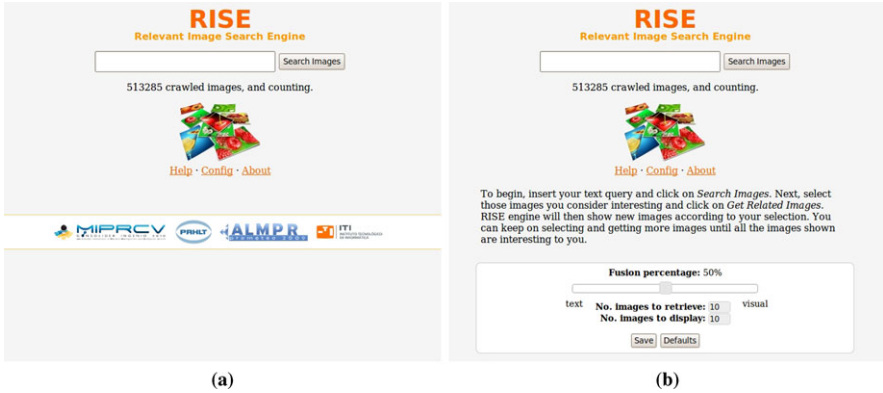 RISE
Relevant Image Search Engine
Search Images
513285 crawled images, and counting.
Help · Config · About
MIPRCV
PRHLT
ALMPR
ITI
(a)
RISE
Relevant Image Search Engine
Search Images
513285 crawled images, and counting.
Help · Config · About
To begin, insert your text query and click on Search Images. Next, select
those images you consider interesting and click on Get Related Images.
RISE engine will then show new images according to your selection. You
can keep on selecting and getting more images until all the images shown
are interesting to you.
Fusion percentage: 50%
text visual
No. images to retrieve: 10
No. images to display: 10
Save Defaults
(b)